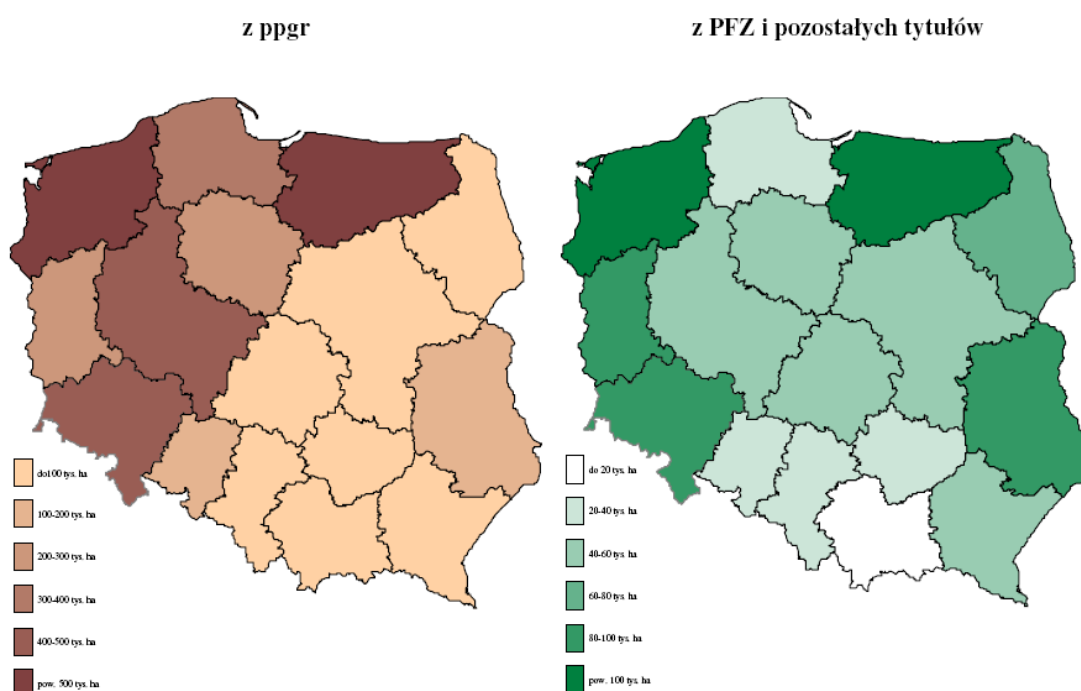 z ppgr
z PFZ i pozostałych tytułów
do100 tys. ha
100-200 tys. ha
200-300 tys. ha
300-400 tys. ha
400-500 tys. ha
pow. 500 tys. ha
do 20 tys. ha
20-40 tys. ha
40-60 tys. ha
60-80 tys. ha
80-100 tys. ha
pow. 100 tys. ha